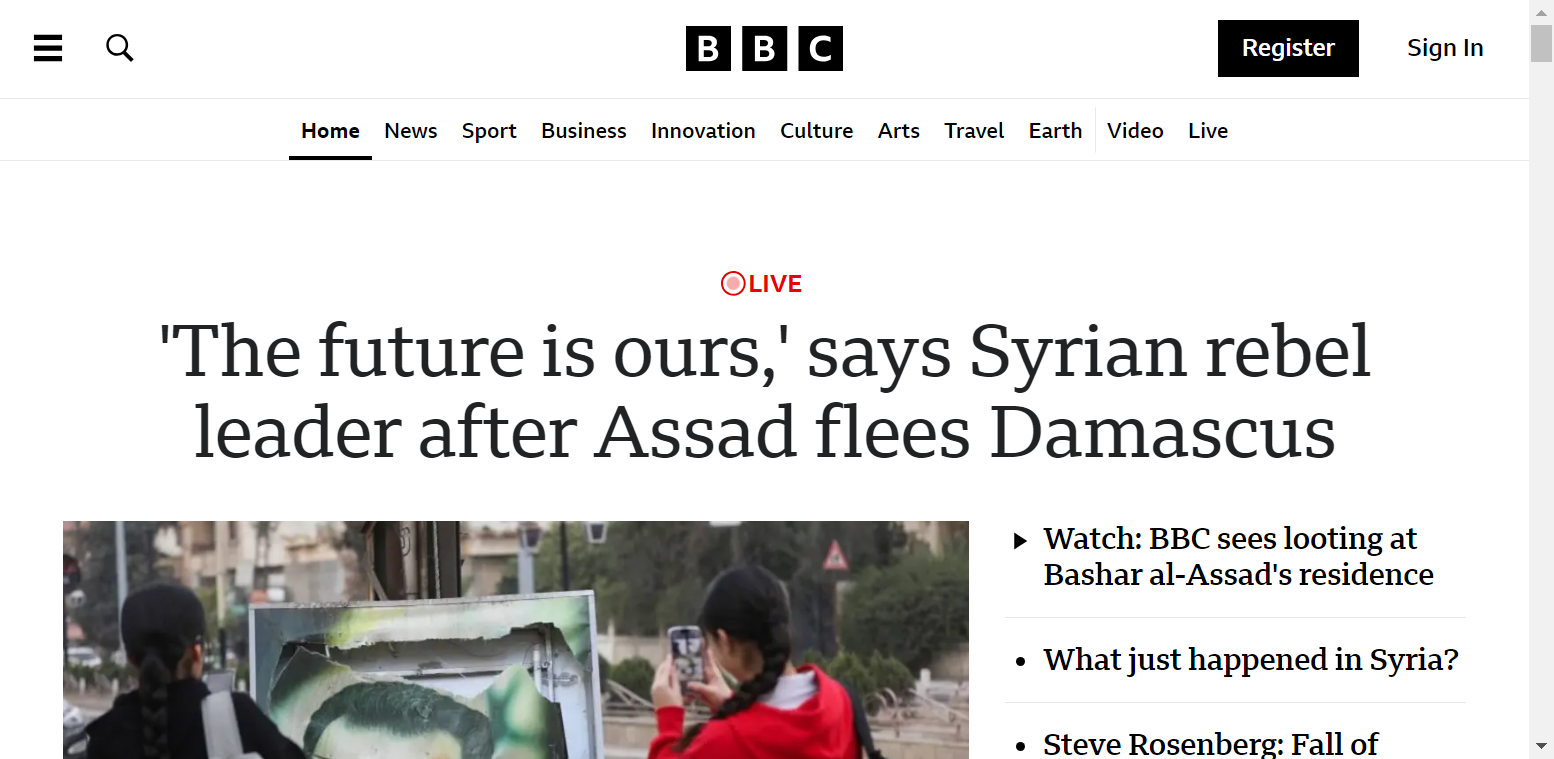 BBC
Register
Sign In
Home
News
Sport
Business
Innovation
Culture
Arts
Travel
Earth
Video
Live
LIVE
'The future is ours,' says Syrian rebel
leader after Assad flees Damascus
Watch: BBC sees looting at
Bashar al-Assad's residence
What just happened in Syria?
Steve Rosenberg: Fall of